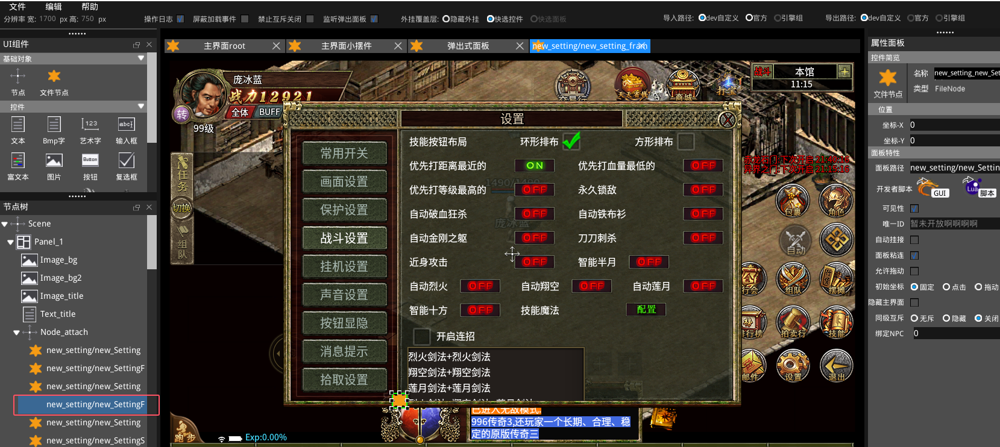 文件 编辑 帮助
分辨率 宽: 1700 px 高: 750 px 操作日志 屏蔽加载事件 禁止互斥关闭 监听弹出面板 外挂覆盖层: 隐藏外挂 快选控件 快选面板 导入路径: dev自定义 官方 引擎组 导出路径: dev自定义 官方 引擎组
UI组件
基础对象
节点 文件节点
控件
文本 Bmp字 艺术字 输入框
富文本 图片 按钮 复选框
节点树
Scene
Panel_1
Image_bg
Image_bg2
Image_title
Text_title
Node_attach
new_setting/new_Setting
new_setting/new_SettingF
new_setting/new_Setting
new_setting/new_SettingF
new_setting/new_Setting
new_setting/new_SettingS
主界面root 主界面小摆件 弹出式面板 new_setting/new_setting_fram
庞冰蓝
战力12921
转 全体 BUFF
99级
交易行 天天省钱 商城 打宝
战斗 本馆
11:15
任务
切换
组队
设置
常用开关
画面设置
保护设置
战斗设置
挂机设置
声音设置
按钮显隐
消息提示
拾取设置
技能按钮布局 环形排布 方形排布
优先打距离最近的 ON 优先打血量最低的 OFF
优先打等级最高的 OFF 永久锁敌 OFF
自动破血狂杀 OFF 自动铁布衫 OFF
自动金刚之躯 OFF 刀刀刺杀 OFF
近身攻击 OFF 智能半月 OFF
自动烈火 OFF 自动翔空 OFF 自动莲月 OFF
智能十方 OFF 技能魔法 配置
开启连招
烈火剑法+烈火剑法
翔空剑法+翔空剑法
莲月剑法+莲月剑法
赤龙石门:下次开启 21:40:16
异界之门:下次开启 21:15:16
包裹 角色
自动
行会 组队 摆摊
排行榜 拍卖行 技能
邮件 设置 退出
已进入无敌模式.
996传奇3,还玩家一个长期、合理、稳
定的原版传奇三
跑步 Exp:0.00%
属性面板
控件简览
文件节点
名称 new_setting_new_Set
类型 FileNode
位置
坐标-X 0
坐标-Y 0
面板特性
面板路径 new_setting/new_Settin
开发者脚本 GUI Lua 脚本
可见性
唯一ID 暂未开放啊啊啊啊
自动挂接
面板粘连
允许拖动
初始坐标 固定 点击 拖动
隐藏主界面
同级互斥 无斥 隐藏 关闭
绑定NPC 0